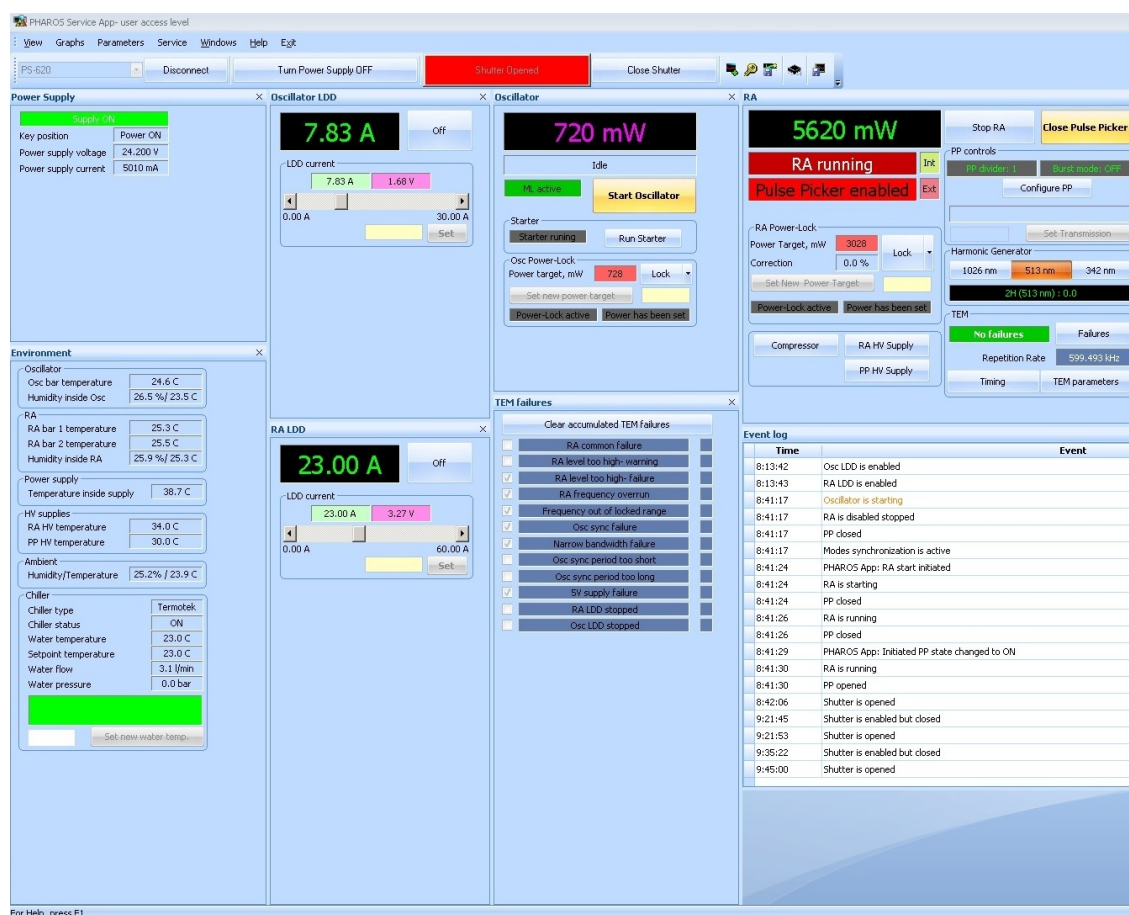 PHAROS Service App- user access level
View Graphs Parameters Service Windows Help Exit
PS-620 Disconnect Turn Power Supply OFF Shutter Opened Close Shutter
Power Supply
Supply ON
Key position Power ON
Power supply voltage 24.200 V
Power supply current 5010 mA
Oscillator LDD
7.83 A Off
LDD current
7.83 A 1.68 V
0.00 A 30.00 A
Set
Oscillator
720 mW
Idle
ML active Start Oscillator
Starter
Starter runing Run Starter
Osc Power-Lock
Power target, mW 728 Lock
Set new power target
Power-Lock active Power has been set
RA
5620 mW Stop RA Close Pulse Picker
RA running Int
Pulse Picker enabled Ext
PP controls
PP divider: 1 Burst mode: OFF
Configure PP
Set Transmission
RA Power-Lock
Power Target, mW 3028 Lock
Correction 0.0 %
Set New Power Target
Power-Lock active Power has been set
Harmonic Generator
1026 nm 513 nm 342 nm
2H (513 nm) : 0.0
TEM
No failures Failures
Repetition Rate 599.493 kHz
Timing TEM parameters
Compressor RA HV Supply
PP HV Supply
Environment
Oscillator
Osc bar temperature 24.6 C
Humidity inside Osc 26.5 %/ 23.5 C
RA
RA bar 1 temperature 25.3 C
RA bar 2 temperature 25.5 C
Humidity inside RA 25.9 %/ 25.3 C
Power supply
Temperature inside supply 38.7 C
HV supplies
RA HV temperature 34.0 C
PP HV temperature 30.0 C
Ambient
Humidity/Temperature 25.2% / 23.9 C
Chiller
Chiller type Termotek
Chiller status ON
Water temperature 23.0 C
Setpoint temperature 23.0 C
Water flow 3.1 l/min
Water pressure 0.0 bar
Set new water temp.
RA LDD
23.00 A Off
LDD current
23.00 A 3.27 V
0.00 A 60.00 A
Set
TEM failures
Clear accumulated TEM failures
RA common failure
RA level too high- warning
RA level too high- failure
RA frequency overrun
Frequency out of locked range
Osc sync failure
Narrow bandwidth failure
Osc sync period too short
Osc sync period too long
5V supply failure
RA LDD stopped
Osc LDD stopped
Event log
Time Event
8:13:42 Osc LDD is enabled
8:13:43 RA LDD is enabled
8:41:17 Oscillator is starting
8:41:17 RA is disabled stopped
8:41:17 PP closed
8:41:17 Modes synchronization is active
8:41:24 PHAROS App: RA start initiated
8:41:24 RA is starting
8:41:24 PP closed
8:41:26 RA is running
8:41:26 PP closed
8:41:29 PHAROS App: Initiated PP state changed to ON
8:41:30 RA is running
8:41:30 PP opened
8:42:06 Shutter is opened
9:21:45 Shutter is enabled but closed
9:21:53 Shutter is opened
9:35:22 Shutter is enabled but closed
9:45:00 Shutter is opened
For Help, press F1